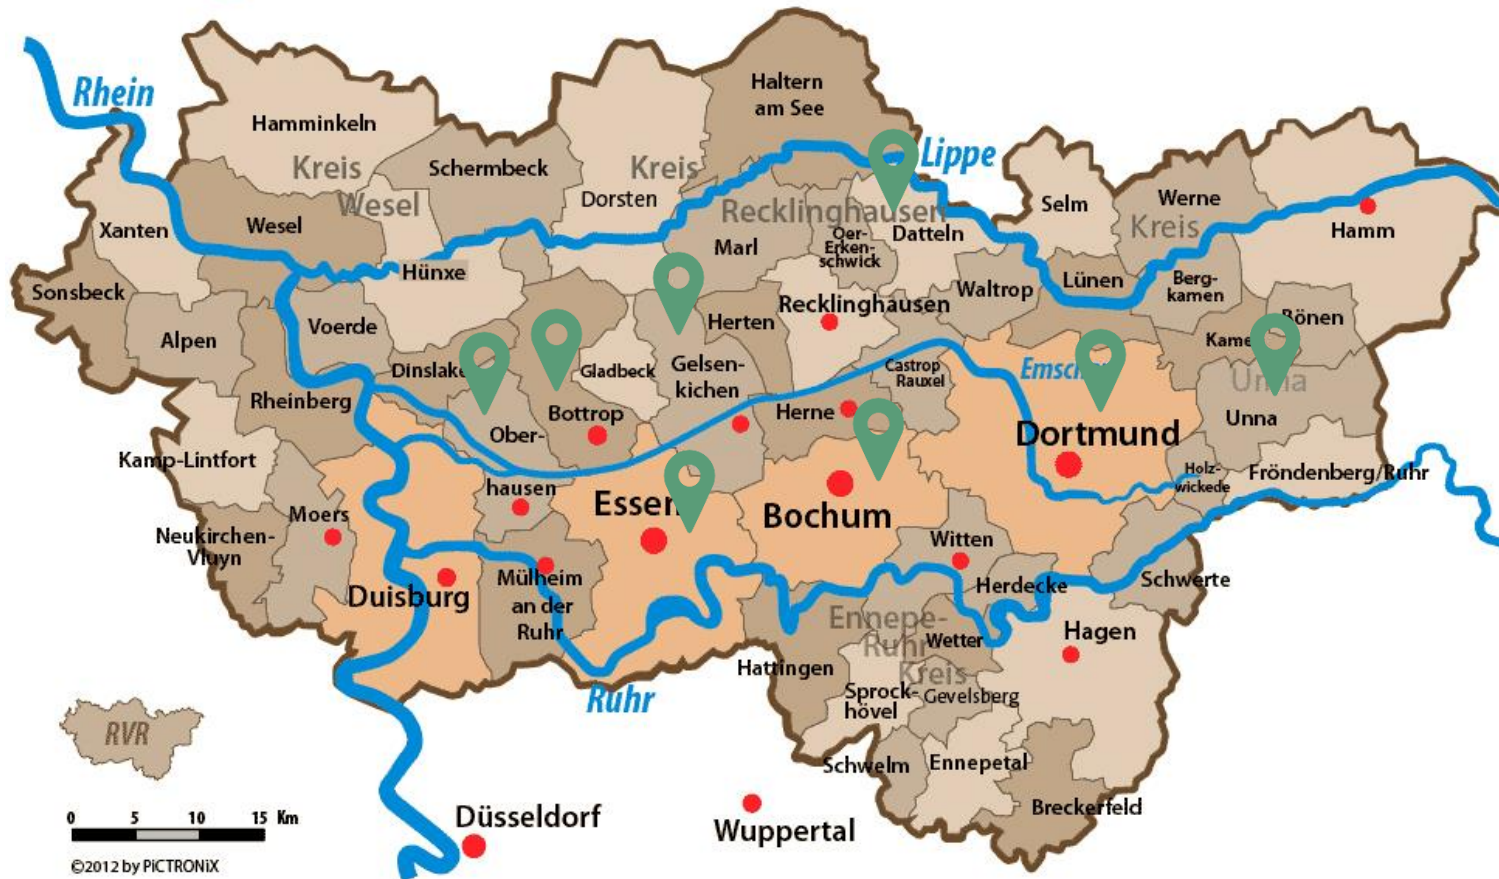 Rhein
Haltern
am See
Hamminkeln
Lippe
Schermbeck
Kreis
Wesel
Kreis
Recklinghausen
Dorsten
Werne
Kreis
Selm
Xanten
Wesel
Marl
Oer-
Erken-
schwick
Datteln
Hamm
Hünxe
Lünen
Berg-
kamen
Sonsbeck
Waltrop
Recklinghausen
Alpen
Voerde
Herten
Bönen
Kame
Dinslake
Gladbeck
Gelsen-
kichen
Castrop
Rauxel
Emsch
Unna
Rheinberg
Bottrop
Herne
Unna
Ober-
hausen
Dortmund
Kamp-Lintfort
Holz-
wickede
Fröndenberg/Ruhr
Moers
Essen
Bochum
Neukirchen-
Vluyn
Witten
Duisburg
Mülheim
an der
Ruhr
Herdecke
Schwerte
Ennepe-
Ruhr
Kreis
Wetter
Hagen
Hattingen
Ruhr
Sprock-
hövel
Gevelsberg
RVR
Schwelm
Ennepetal
Breckerfeld
0 5 10 15 Km
Düsseldorf
Wuppertal
©2012 by PiCTRONiX